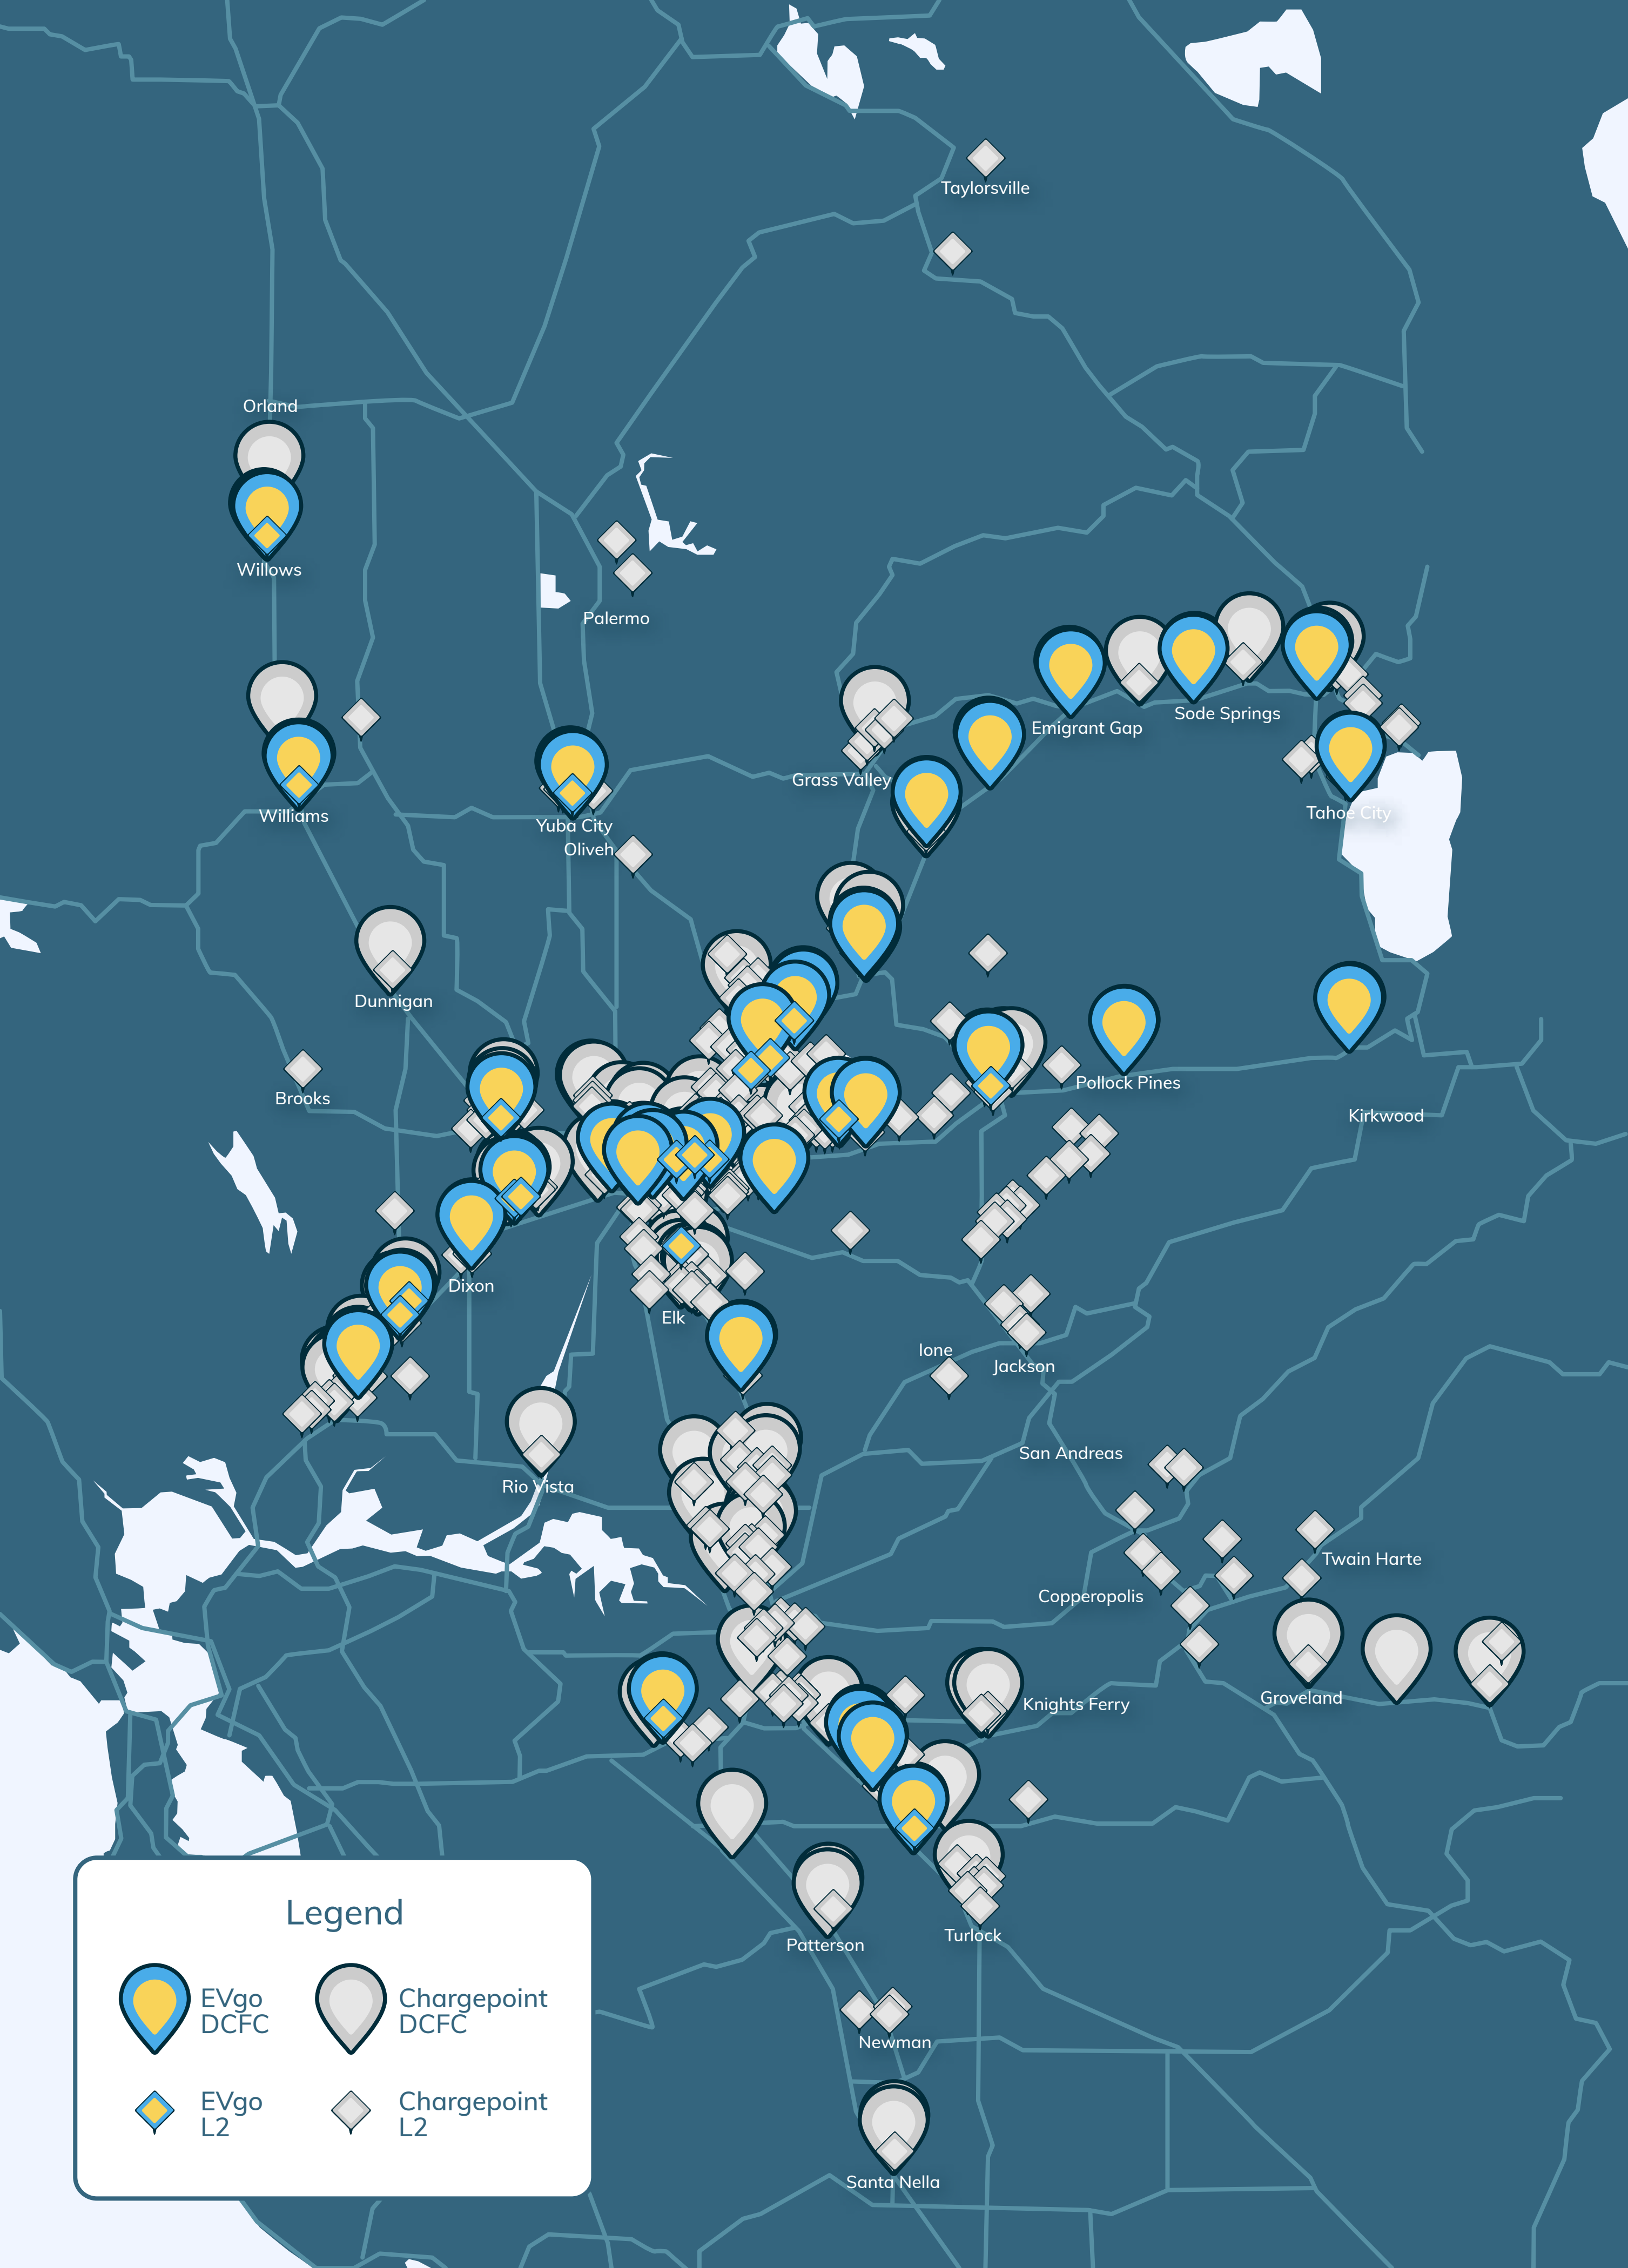 Taylorsville
Orland
Willows
Palermo
Emigrant Gap
Sode Springs
Grass Valley
Tahoe City
Williams
Yuba City
Oliveh
Dunnigan
Brooks
Pollock Pines
Kirkwood
Dixon
Elk
Ione
Jackson
San Andreas
Rio Vista
Twain Harte
Copperopolis
Groveland
Knights Ferry
Turlock
Patterson
Newman
Santa Nella
Legend
EVgo
DCFC
Chargepoint
DCFC
EVgo
L2
Chargepoint
L2